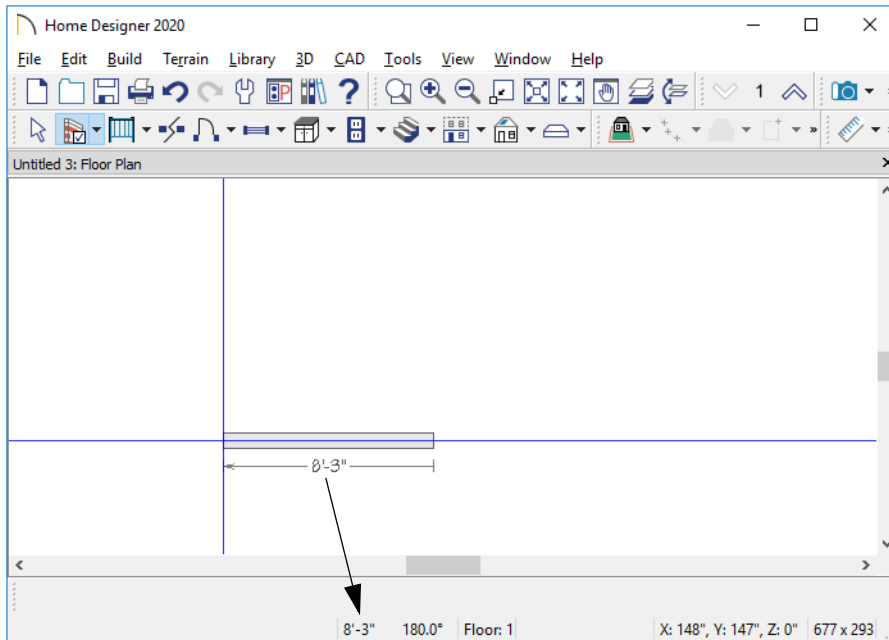 Home Designer 2020
File Edit Build Terrain Library 3D CAD Tools View Window Help
1
Untitled 3: Floor Plan
8'-3"
8'-3" 180.0° Floor: 1 X: 148", Y: 147", Z: 0" 677 x 293